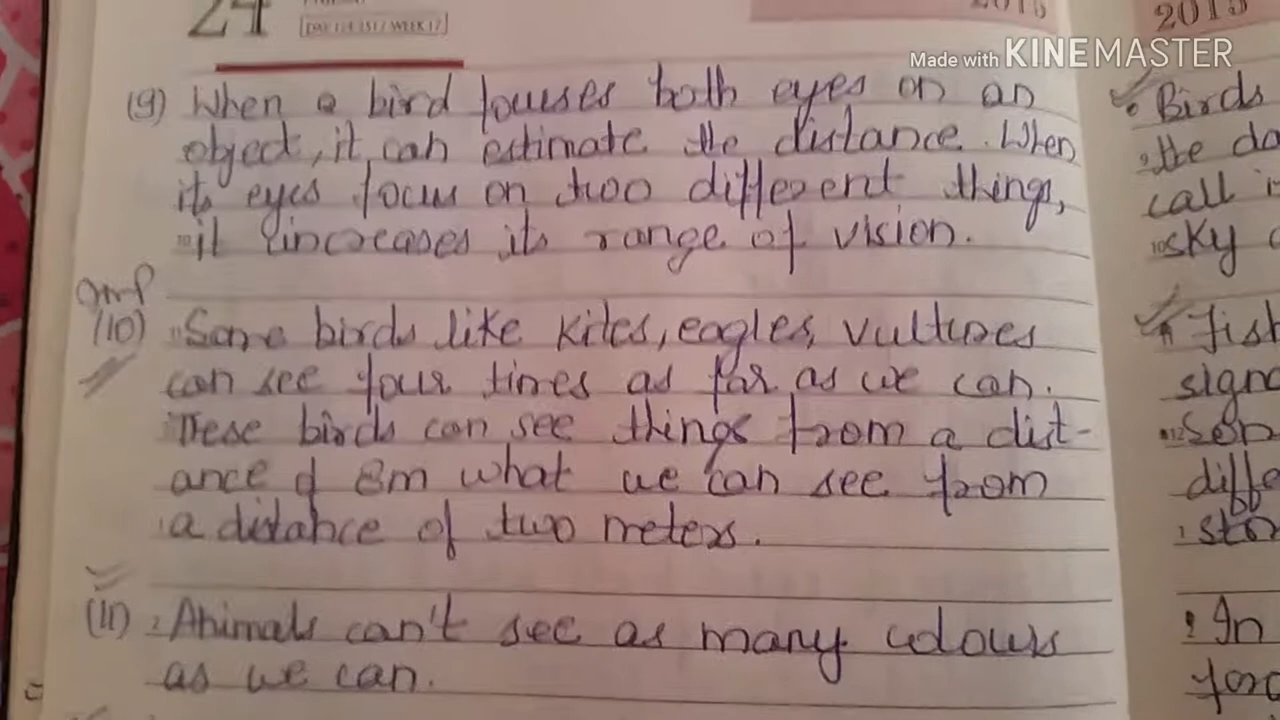 24
2015
2015
Made with KINEMASTER
(9) When a bird focuses both eyes on an
object, it can estimate the distance. When
its eyes focus on two different things,
it increases its range of vision.
Imp
(10) Some birds like kites, eagles, vultures
can see four times as far as we can.
These birds can see things from a dist-
ance of 8m what we can see from
a distance of two meters.
(11) Animals can't see as many colours
as we can.
Birds
the
call
sky
fish
In